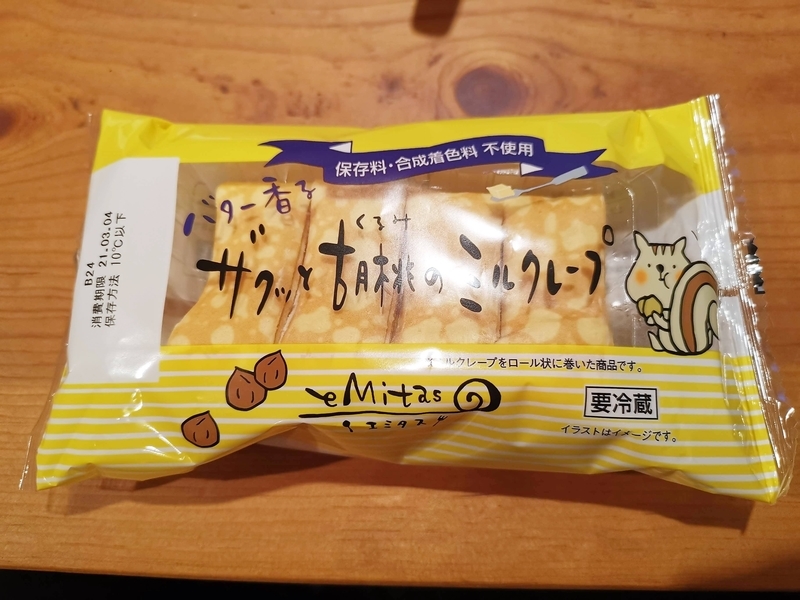 保存料・合成着色料 不使用
バター香る
ザクッと胡桃のミルクレープ
くるみ
B24
消費期限 21.03.04
保存方法 10℃以下
ミルクレープをロール状に巻いた商品です。
eMitas
エミタス
要冷蔵
イラストはイメージです。